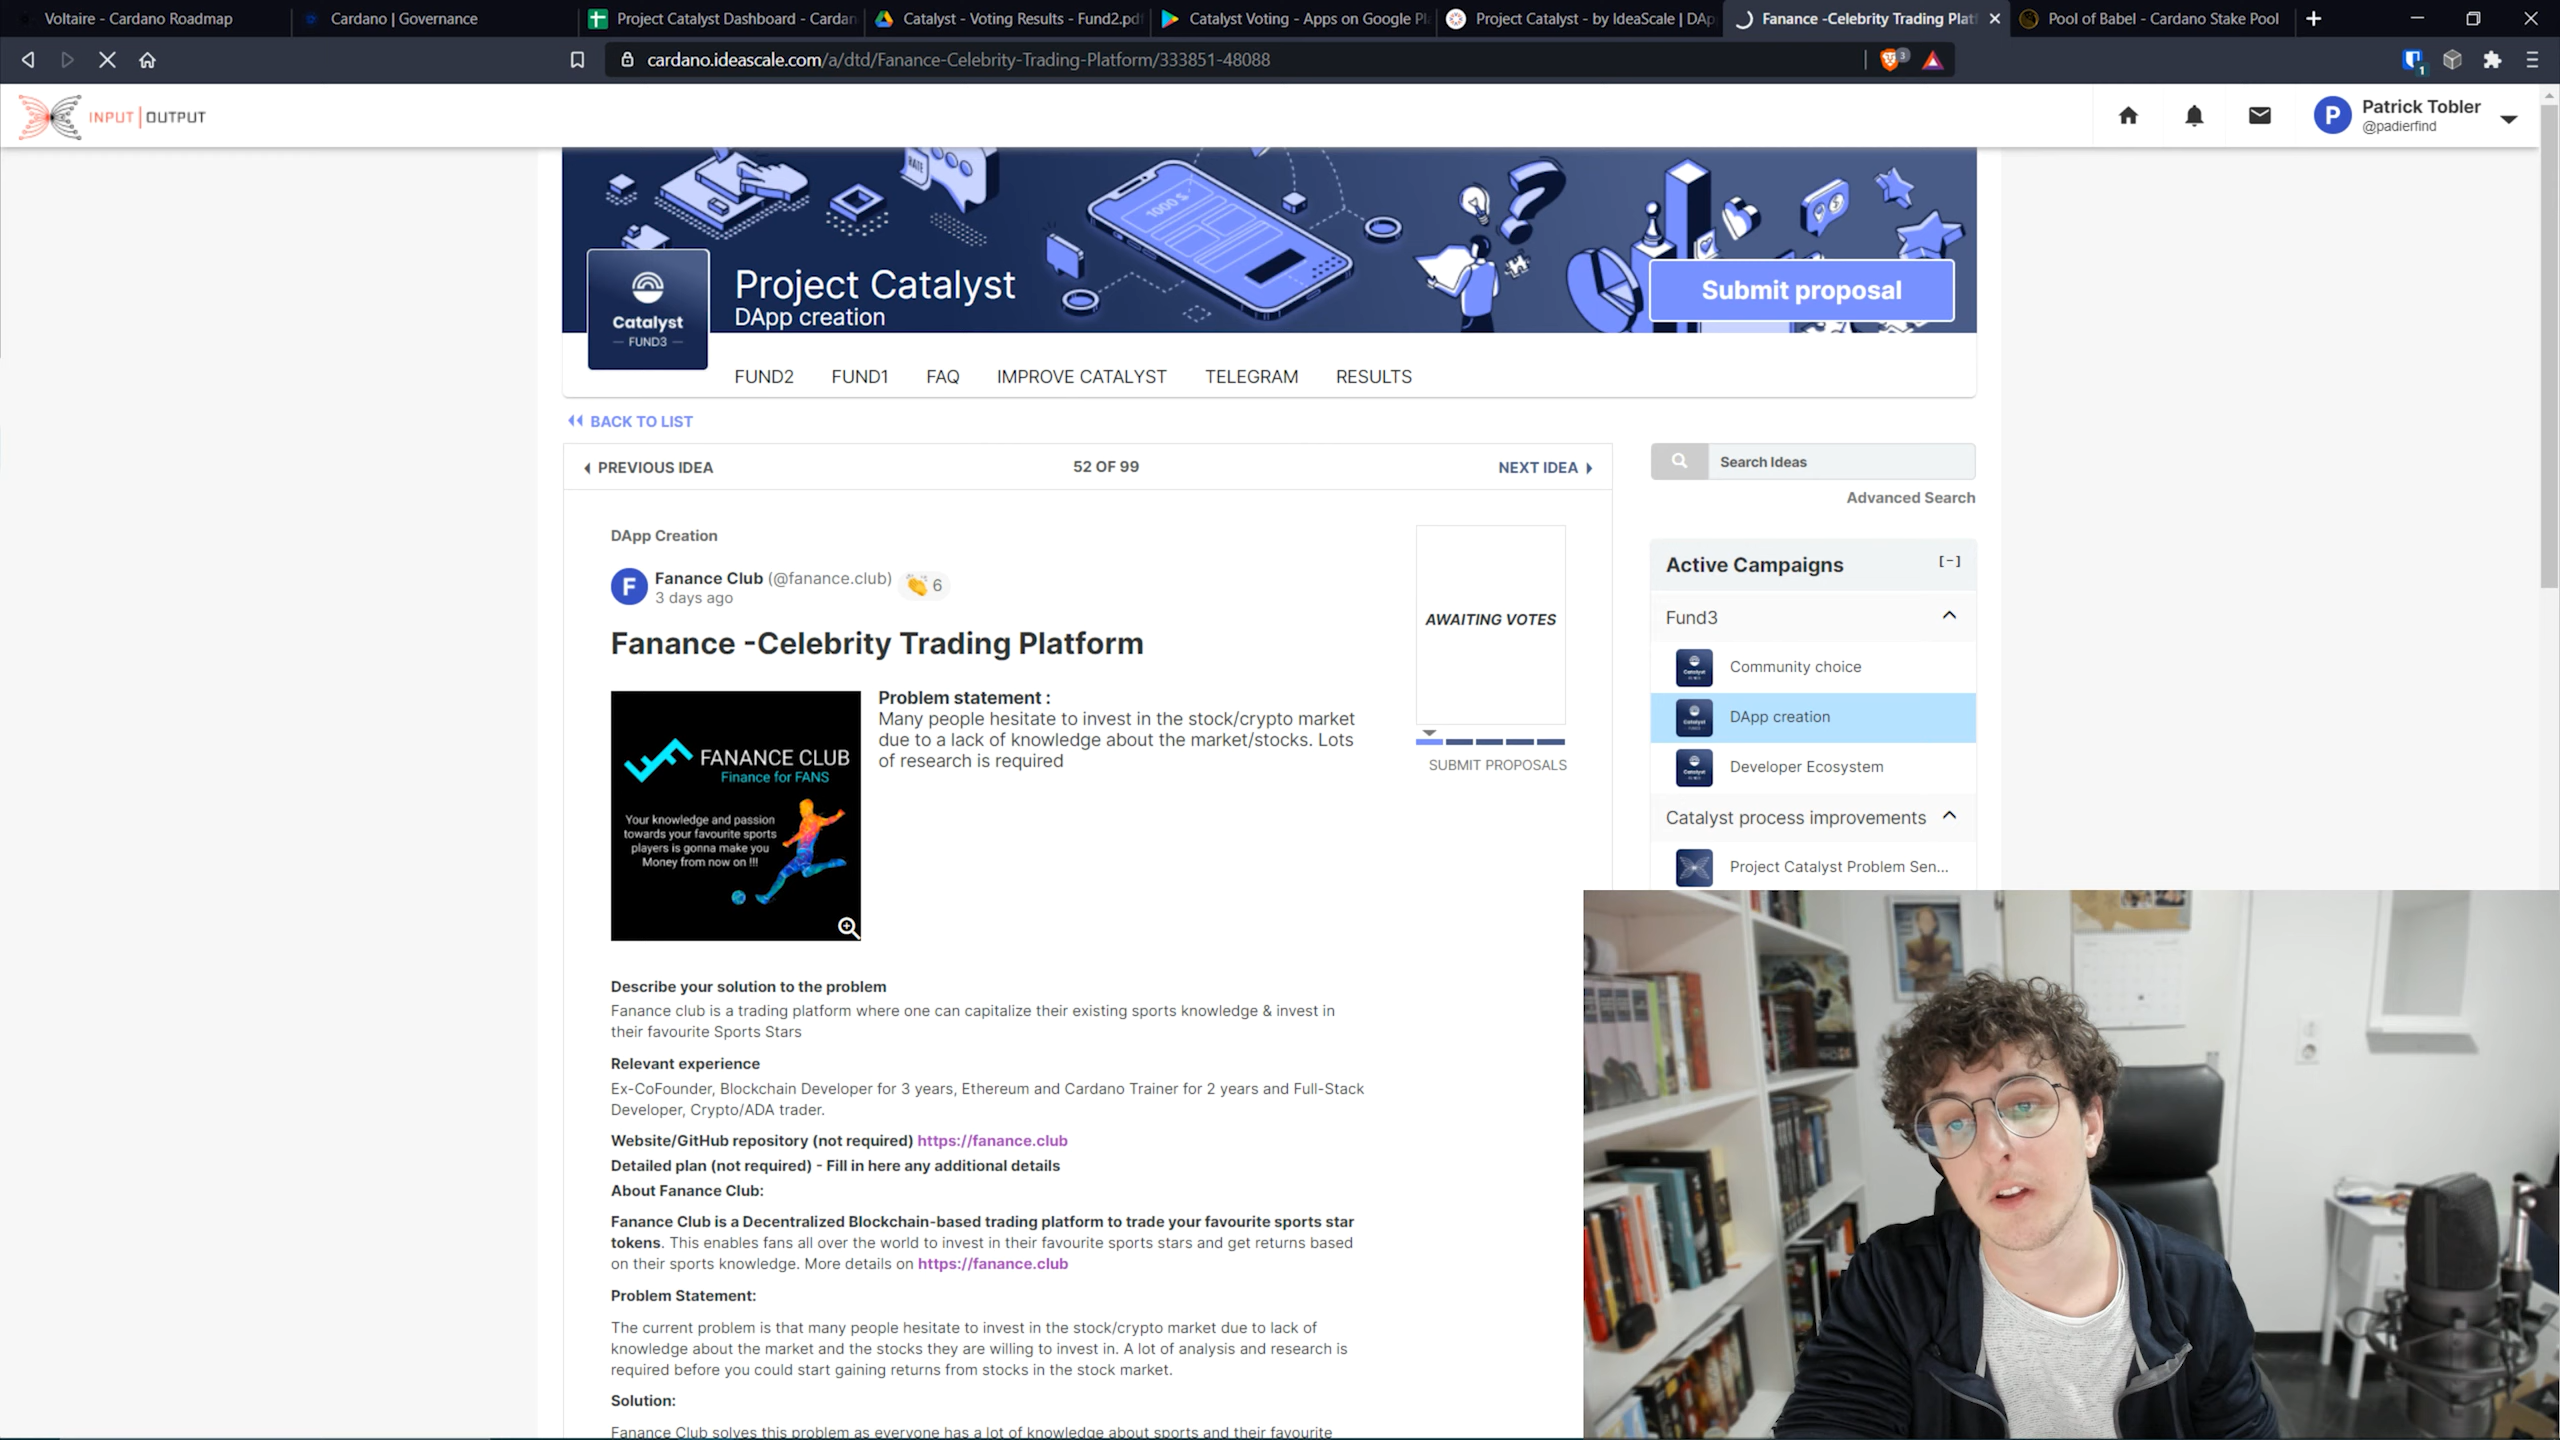 Voltaire - Cardano Roadmap
Cardano | Governance
Project Catalyst Dashboard - Cardan
Catalyst - Voting Results - Fund2.pdf
Catalyst Voting - Apps on Google Pl
Project Catalyst - by IdeaScale | DAp
Fanance -Celebrity Trading Plat
Pool of Babel - Cardano Stake Pool
cardano.ideascale.com/a/dtd/Fanance-Celebrity-Trading-Platform/333851-48088
3
1
INPUT | OUTPUT
P
Patrick Tobler
@padierfind
RATE
1000 $
Project Catalyst
DApp creation
Submit proposal
Catalyst
— FUND3 —
FUND2
FUND1
FAQ
IMPROVE CATALYST
TELEGRAM
RESULTS
BACK TO LIST
PREVIOUS IDEA
52 OF 99
NEXT IDEA
Search Ideas
Advanced Search
DApp Creation
F
Fanance Club (@fanance.club)
6
3 days ago
AWAITING VOTES
SUBMIT PROPOSALS
Fanance -Celebrity Trading Platform
FANANCE CLUB
Finance for FANS
Your knowledge and passion
towards your favourite sports
players is gonna make you
Money from now on !!!
Problem statement :
Many people hesitate to invest in the stock/crypto market
due to a lack of knowledge about the market/stocks. Lots
of research is required
Describe your solution to the problem
Fanance club is a trading platform where one can capitalize their existing sports knowledge & invest in
their favourite Sports Stars
Relevant experience
Ex-CoFounder, Blockchain Developer for 3 years, Ethereum and Cardano Trainer for 2 years and Full-Stack
Developer, Crypto/ADA trader.
Website/GitHub repository (not required) https://fanance.club
Detailed plan (not required) - Fill in here any additional details
About Fanance Club:
Fanance Club is a Decentralized Blockchain-based trading platform to trade your favourite sports star
tokens. This enables fans all over the world to invest in their favourite sports stars and get returns based
on their sports knowledge. More details on https://fanance.club
Problem Statement:
The current problem is that many people hesitate to invest in the stock/crypto market due to lack of
knowledge about the market and the stocks they are willing to invest in. A lot of analysis and research is
required before you could start gaining returns from stocks in the stock market.
Solution:
Fanance Club solves this problem as everyone has a lot of knowledge about sports and their favourite
Active Campaigns
[-]
Fund3
Community choice
DApp creation
Developer Ecosystem
Catalyst process improvements
Project Catalyst Problem Sen...